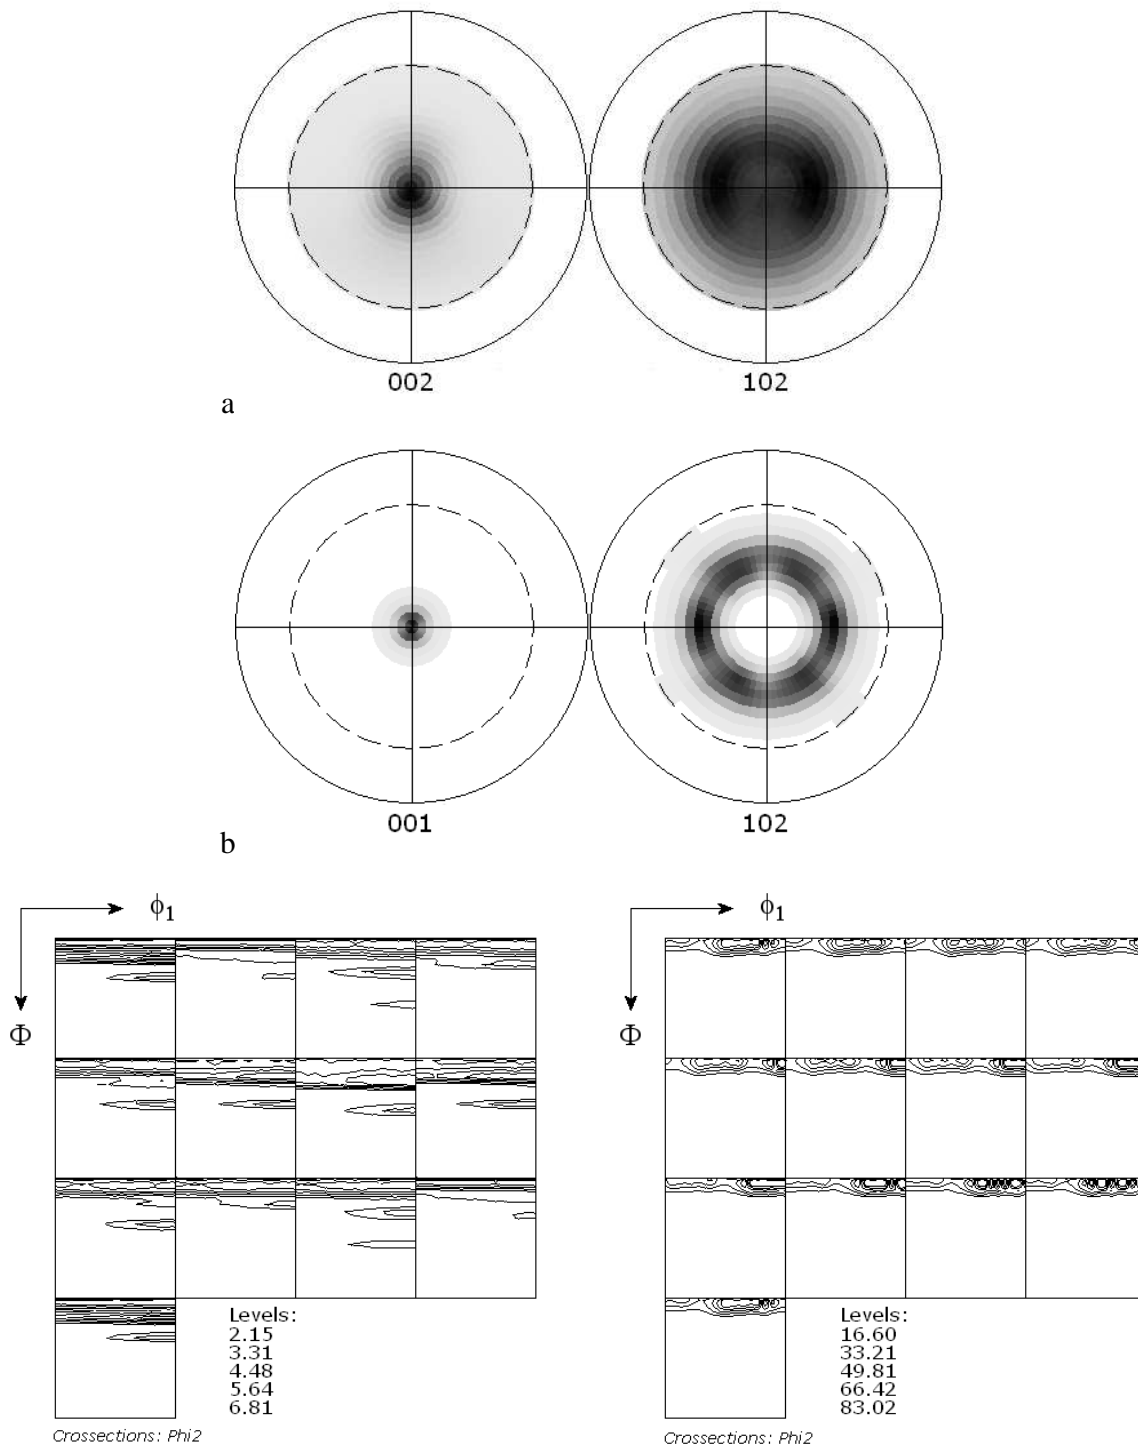 002 102
a
001 102
b
ϕ1 ϕ1
Φ Φ
Levels: Levels:
2.15 16.60
3.31 33.21
4.48 49.81
5.64 66.42
6.81 83.02
Crossections: Phi2 Crossections: Phi2